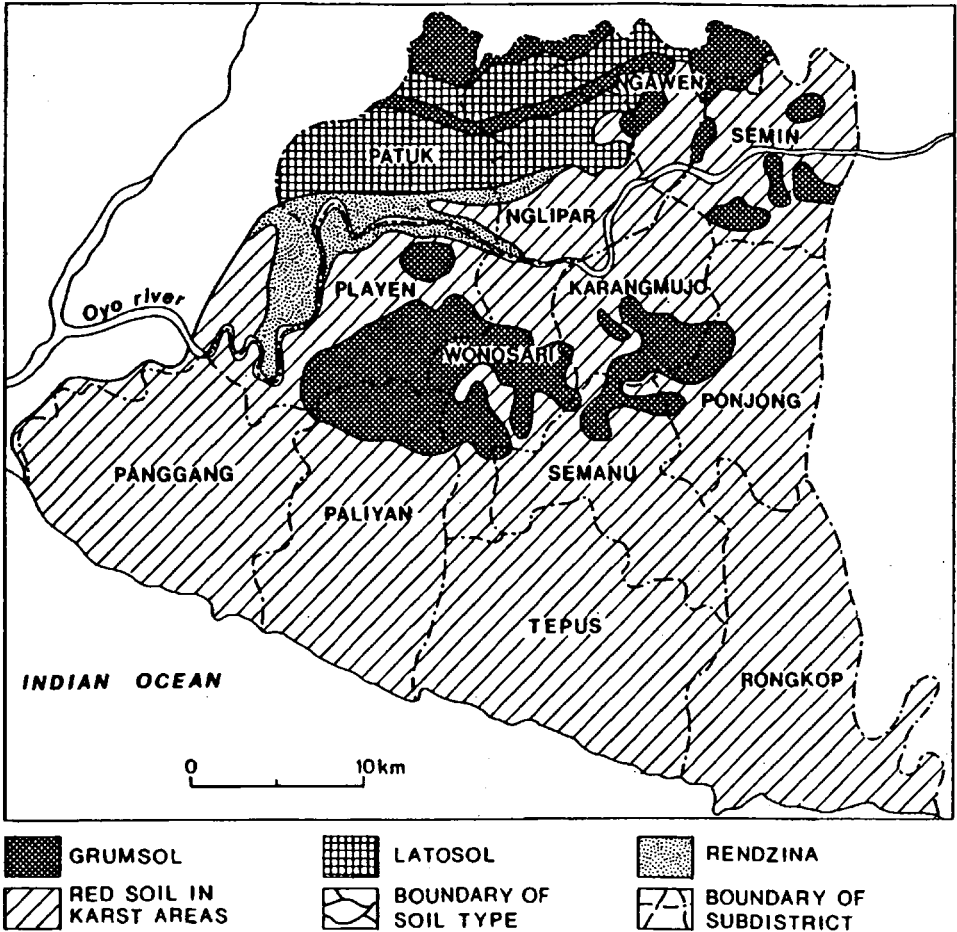 NGAWEN
SEMIN
PATUK
NGLIPAR
PLAYEN
KARANGMUJO
Oyo river
WONOSARI
PONJONG
PANGGANG
SEMANU
PALIYAN
TEPUS
RONGKOP
INDIAN OCEAN
0 10km
GRUMSOL
LATOSOL
RENDZINA
RED SOIL IN
KARST AREAS
BOUNDARY OF
SOIL TYPE
BOUNDARY OF
SUBDISTRICT